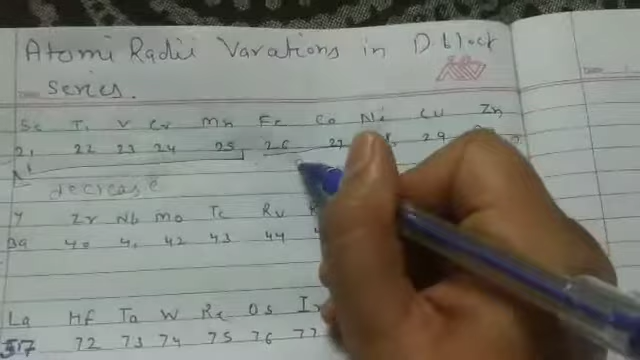 Atomi Radii Varations in D.block
series.
Sc Ti V Cr Mn Fe Co Ni Cu Zn
21 22 23 24 25 26 27 29
decrease
Y Zr Nb Mo Tc Ru
39 40 41 42 43 44
La Hf Ta W Re Os Ir
57 72 73 74 75 76 77